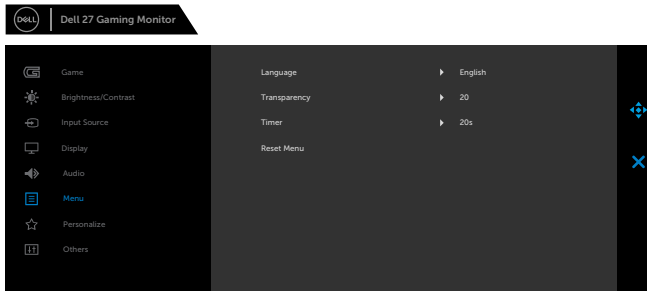 DELL
Dell 27 Gaming Monitor
Game
Brightness/Contrast
Input Source
Display
Audio
Menu
Personalize
Others
Language English
Transparency 20
Timer 20s
Reset Menu